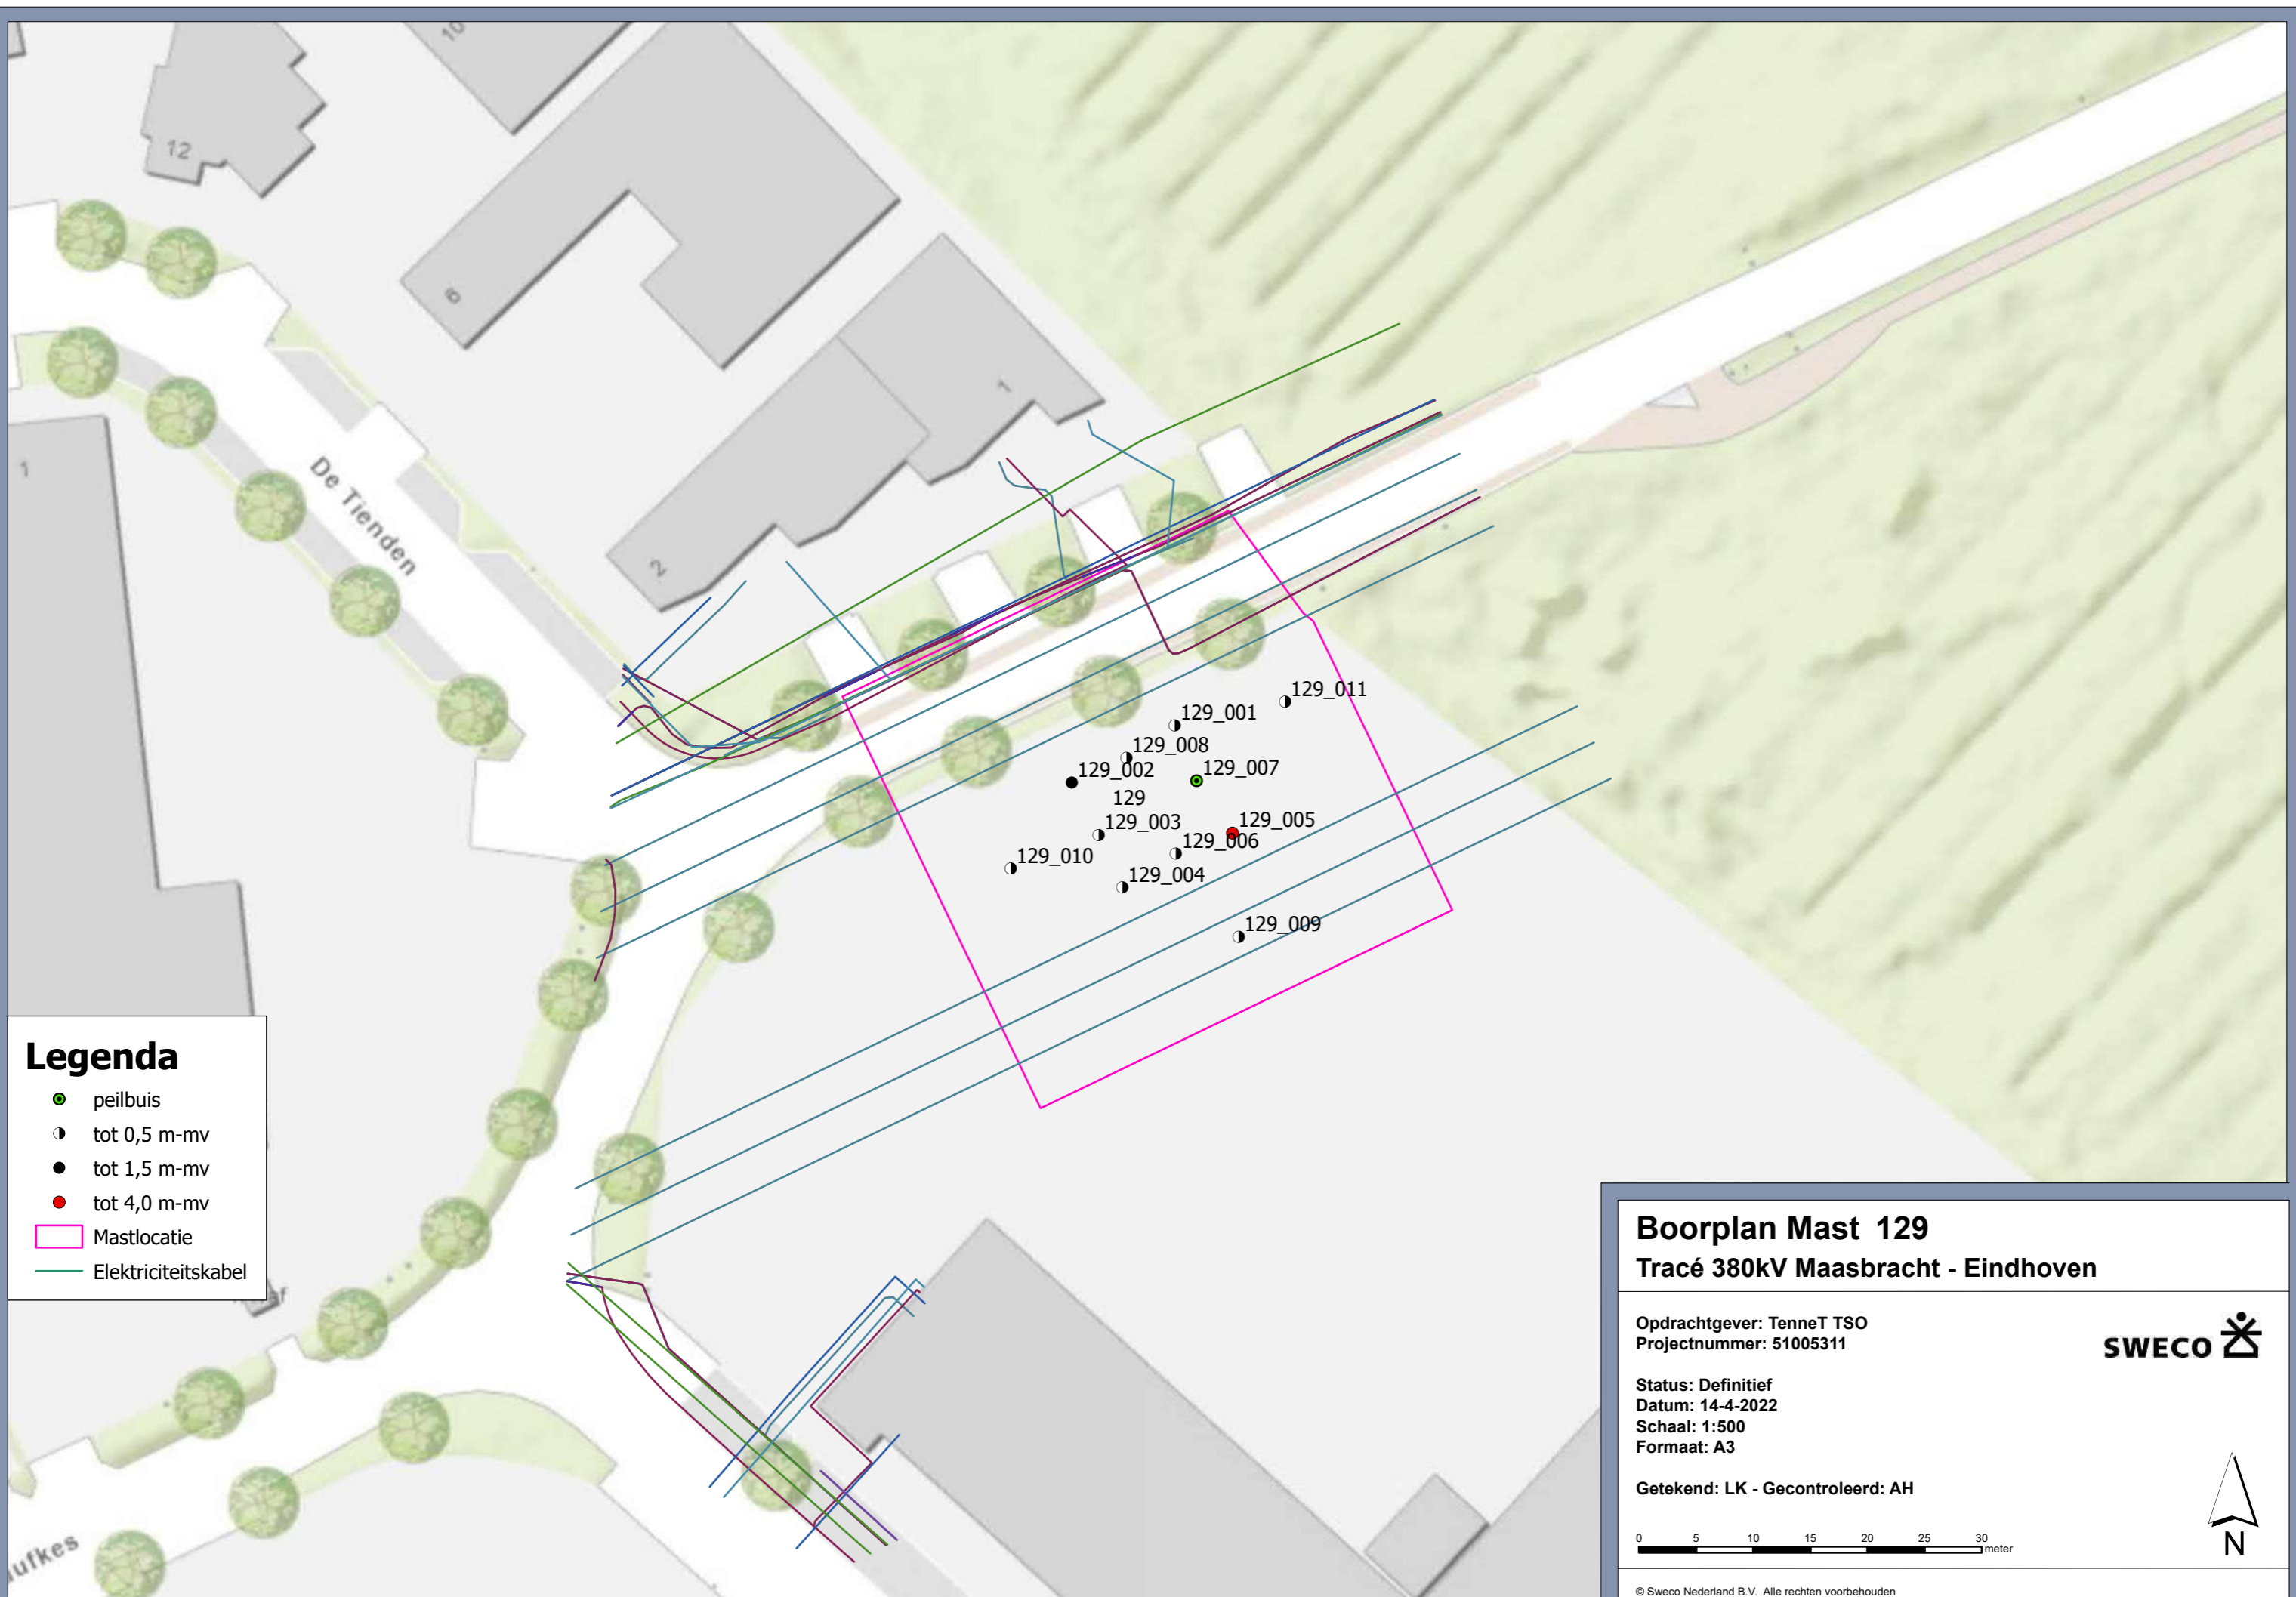 10
12
6
1
1
De Tienden
2
129_011
129_001
129_008
129_007
129_002
129
129_005
129_003
129_006
129_010
129_004
129_009
Legenda
peilbuis
tot 0,5 m-mv
tot 1,5 m-mv
tot 4,0 m-mv
Mastlocatie
Elektriciteitskabel
Boorplan Mast 129
Tracé 380kV Maasbracht - Eindhoven
Opdrachtgever: TenneT TSO
Projectnummer: 51005311
SWECO
Status: Definitief
Datum: 14-4-2022
Schaal: 1:500
Formaat: A3
Getekend: LK - Gecontroleerd: AH
0 5 10 15 20 25 30
meter
N
© Sweco Nederland B.V. Alle rechten voorbehouden